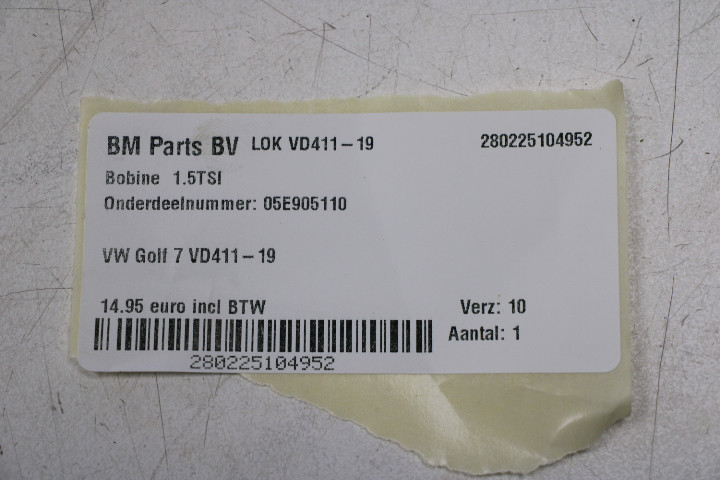 BM Parts BV LOK VD411-19 280225104952
Bobine 1.5TSI
Onderdeelnummer: 05E905110
VW Golf 7 VD411-19
14.95 euro incl BTW Verz: 10
Aantal: 1
280225104952